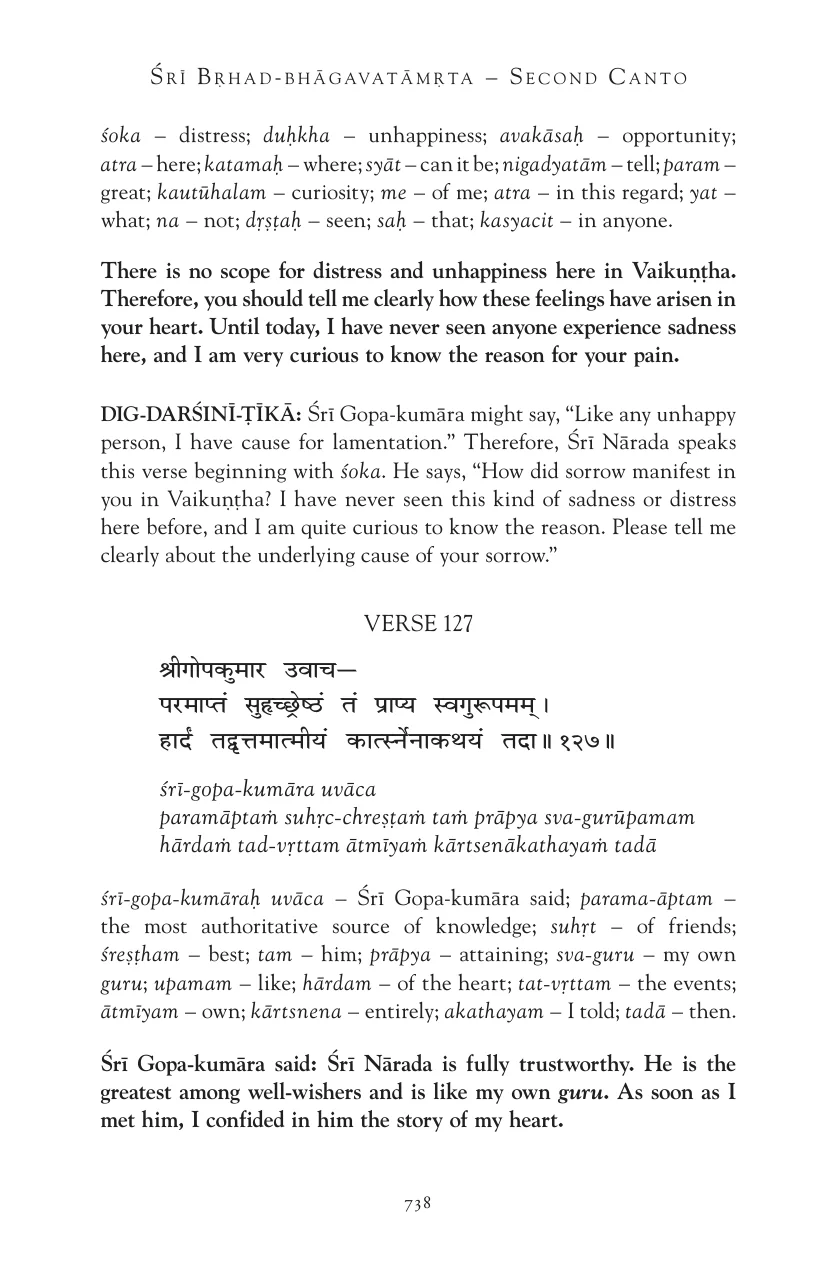 ŚRĪ BṚHAD-BHĀGAVATĀMṚTA – SECOND CANTO
śoka – distress; duḥkha – unhappiness; avakāsaḥ – opportunity;
atra – here; katamaḥ – where; syāt – can it be; nigadyatām – tell; param –
great; kautūhalam – curiosity; me – of me; atra – in this regard; yat –
what; na – not; dṛṣṭaḥ – seen; saḥ – that; kasyacit – in anyone.
There is no scope for distress and unhappiness here in Vaikuṇṭha.
Therefore, you should tell me clearly how these feelings have arisen in
your heart. Until today, I have never seen anyone experience sadness
here, and I am very curious to know the reason for your pain.
DIG-DARŚINĪ-ṬĪKĀ: Śrī Gopa-kumāra might say, “Like any unhappy
person, I have cause for lamentation.” Therefore, Śrī Nārada speaks
this verse beginning with śoka. He says, “How did sorrow manifest in
you in Vaikuṇṭha? I have never seen this kind of sadness or distress
here before, and I am quite curious to know the reason. Please tell me
clearly about the underlying cause of your sorrow.”
VERSE 127
श्रीगोपकुमार उवाच—
परमाप्तं सुहृच्छ्रेष्ठं तं प्राप्य स्वगुरूपमम् ।
हार्दं तद्वृत्तमात्मीयं कार्त्स्नेनाकथयं तदा ॥ १२७ ॥
śrī-gopa-kumāra uvāca
paramāptaṁ suhṛc-chreṣṭaṁ taṁ prāpya sva-gurūpamam
hārdaṁ tad-vṛttam ātmīyaṁ kārtsenākathayaṁ tadā
śrī-gopa-kumāraḥ uvāca – Śrī Gopa-kumāra said; parama-āptam –
the most authoritative source of knowledge; suhṛt – of friends;
śreṣṭham – best; tam – him; prāpya – attaining; sva-guru – my own
guru; upamam – like; hārdam – of the heart; tat-vṛttam – the events;
ātmīyam – own; kārtsnena – entirely; akathayam – I told; tadā – then.
Śrī Gopa-kumāra said: Śrī Nārada is fully trustworthy. He is the
greatest among well-wishers and is like my own guru. As soon as I
met him, I confided in him the story of my heart.
738